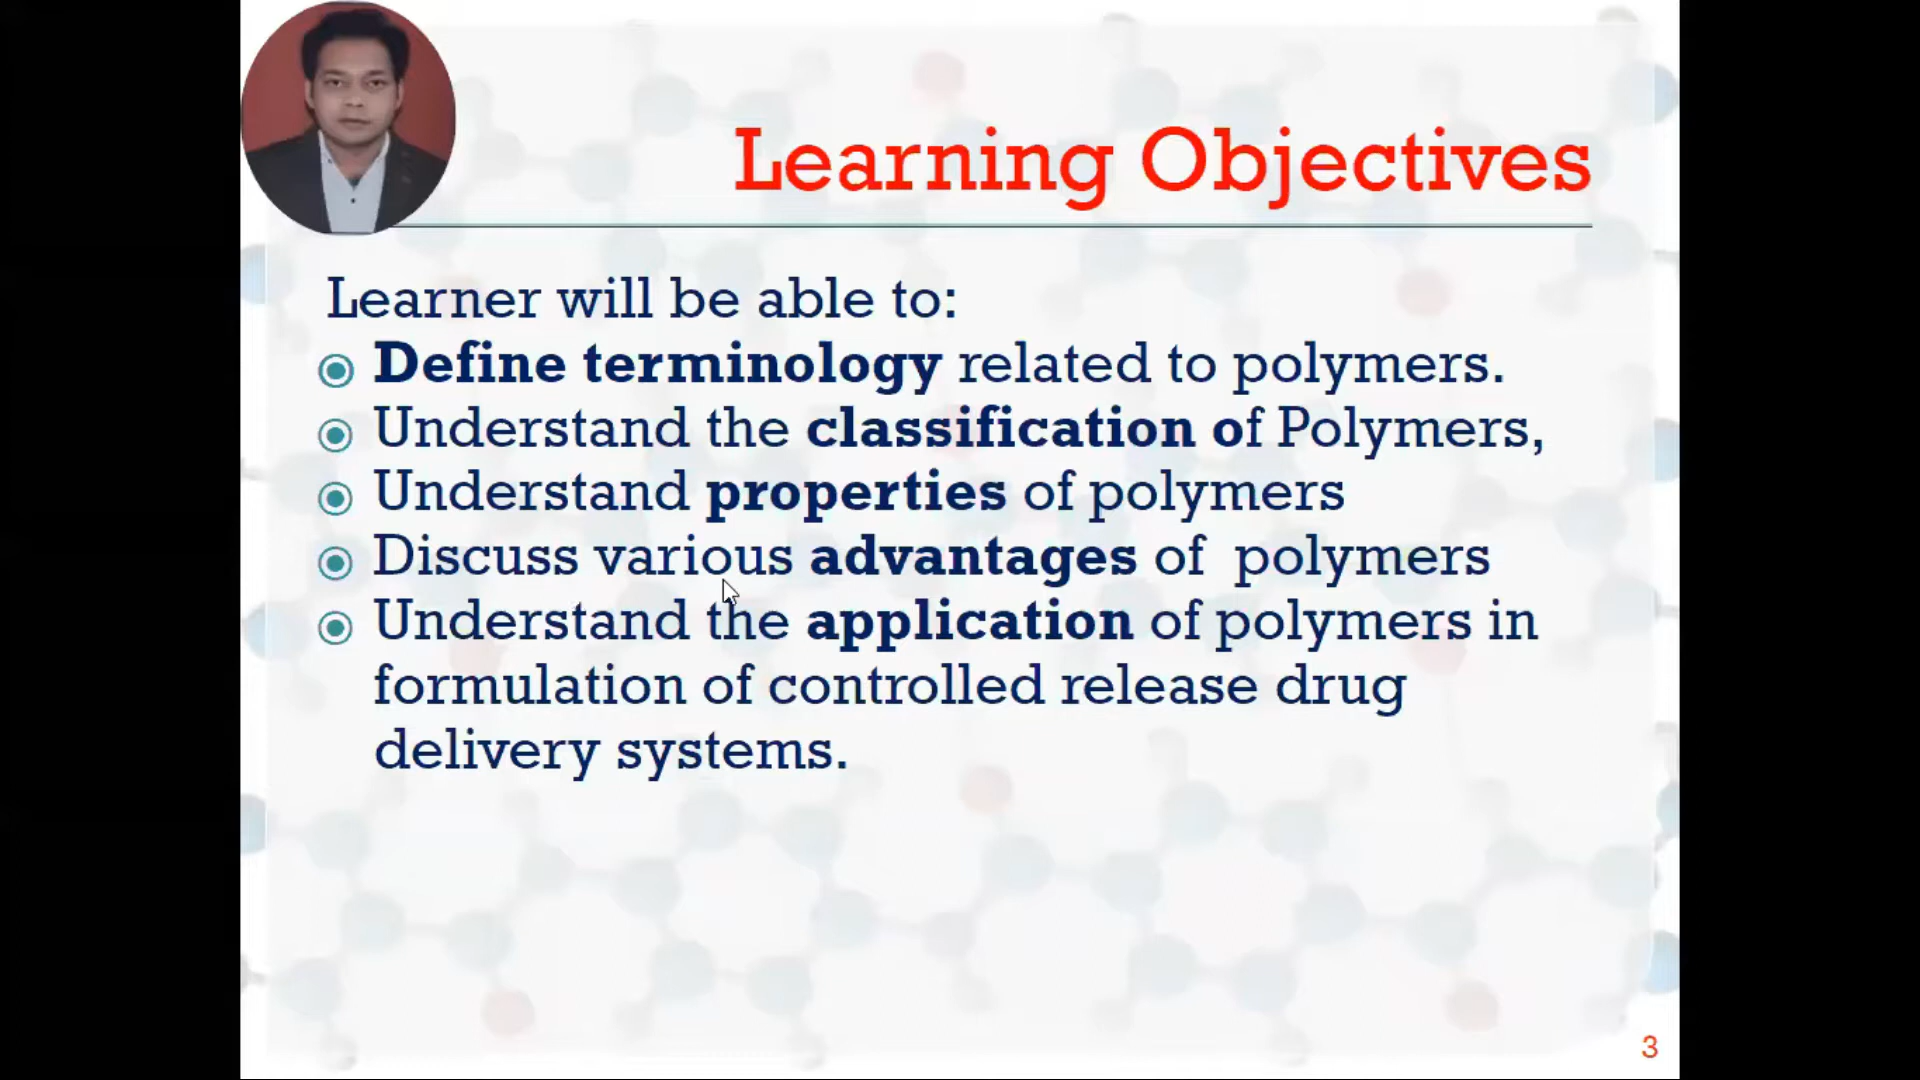 Learning Objectives
Learner will be able to:
Define terminology related to polymers.
Understand the classification of Polymers,
Understand properties of polymers
Discuss various advantages of polymers
Understand the application of polymers in
formulation of controlled release drug
delivery systems.
3